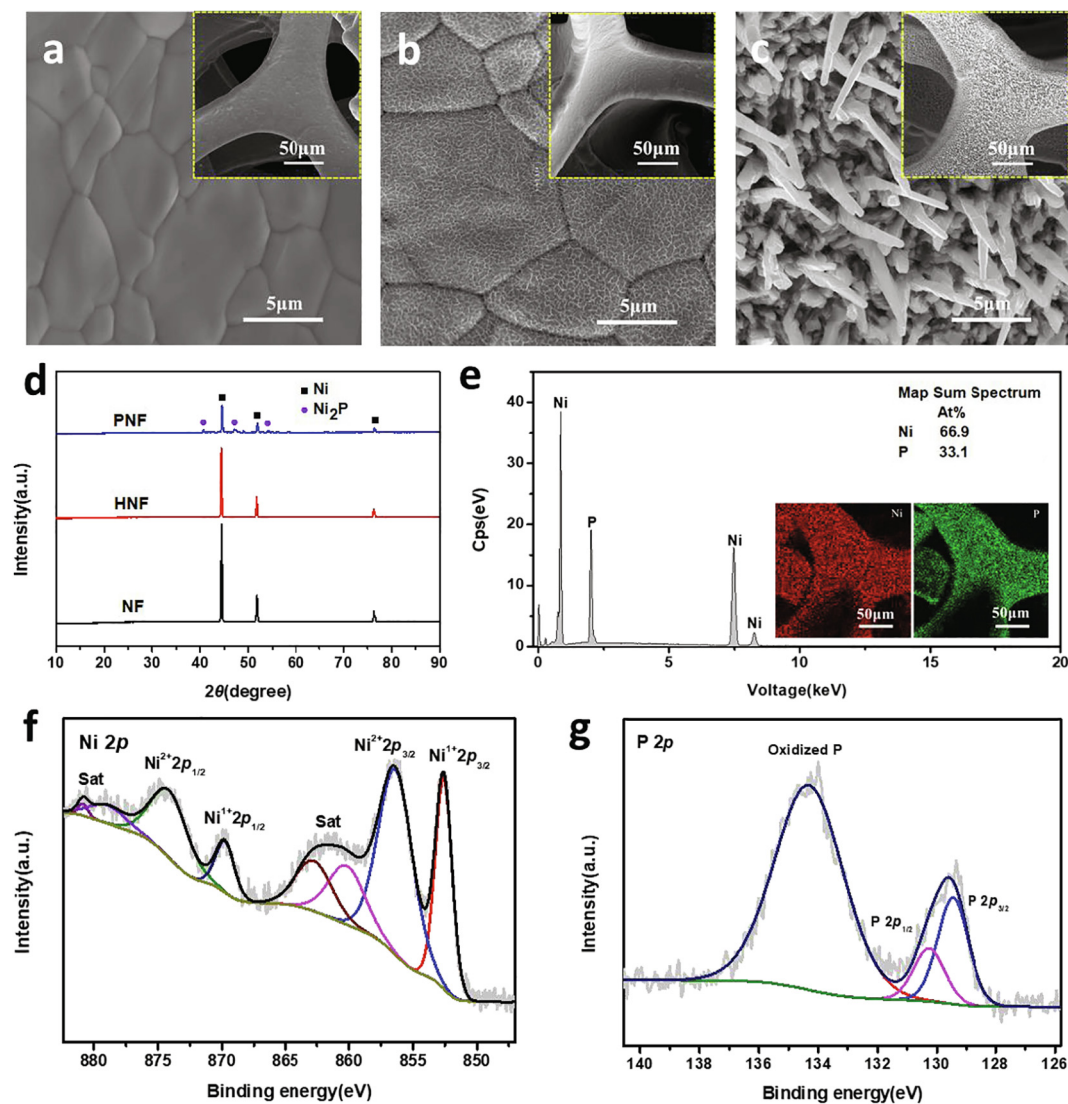 a
50μm
5μm
b
50μm
5μm
c
50μm
5μm
d
Intensity(a.u.)
PNF
HNF
NF
Ni
Ni2P
10 20 30 40 50 60 70 80 90
2θ(degree)
e
Cps(eV)
40
30
20
10
0
Ni
P
Ni
Ni
Map Sum Spectrum
At%
Ni 66.9
P 33.1
Ni
50μm
P
50μm
0 5 10 15 20
Voltage(keV)
f
Intensity(a.u.)
Ni 2p
Sat
Ni2+2p1/2
Ni1+2p1/2
Sat
Ni2+2p3/2
Ni1+2p3/2
880 875 870 865 860 855 850
Binding energy(eV)
g
Intensity(a.u.)
P 2p
Oxidized P
P 2p1/2
P 2p3/2
140 138 136 134 132 130 128 126
Binding energy(eV)